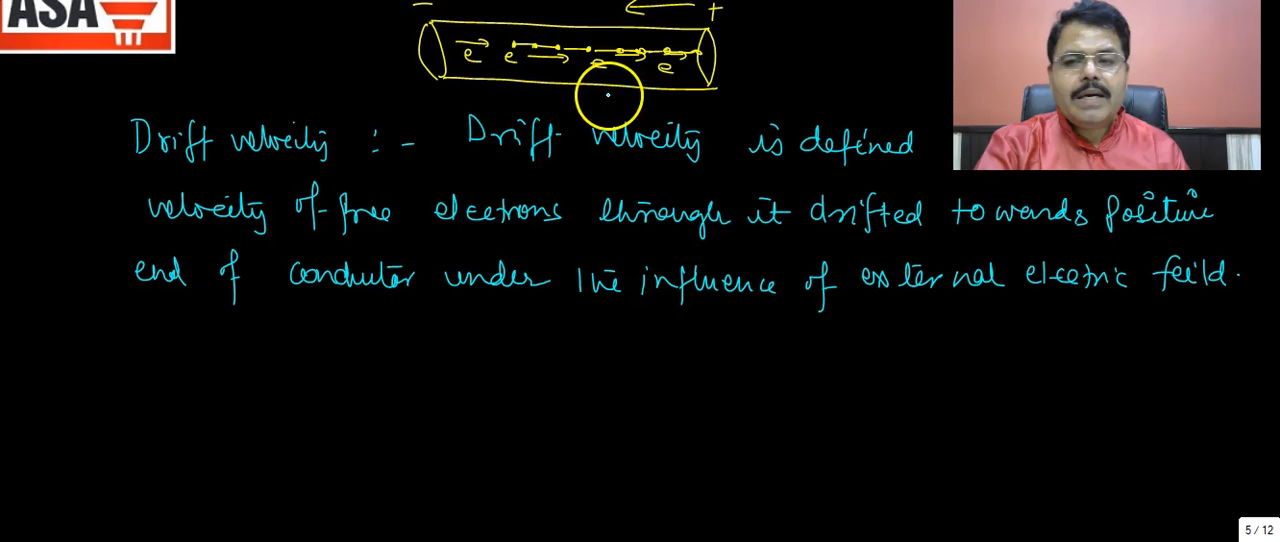 ASA
- +
e e e e
Drift velocity :- Drift velocity is defined
velocity of free electrons through it drifted towards positive
end of conductor under the influence of external electric feild.
5 / 12